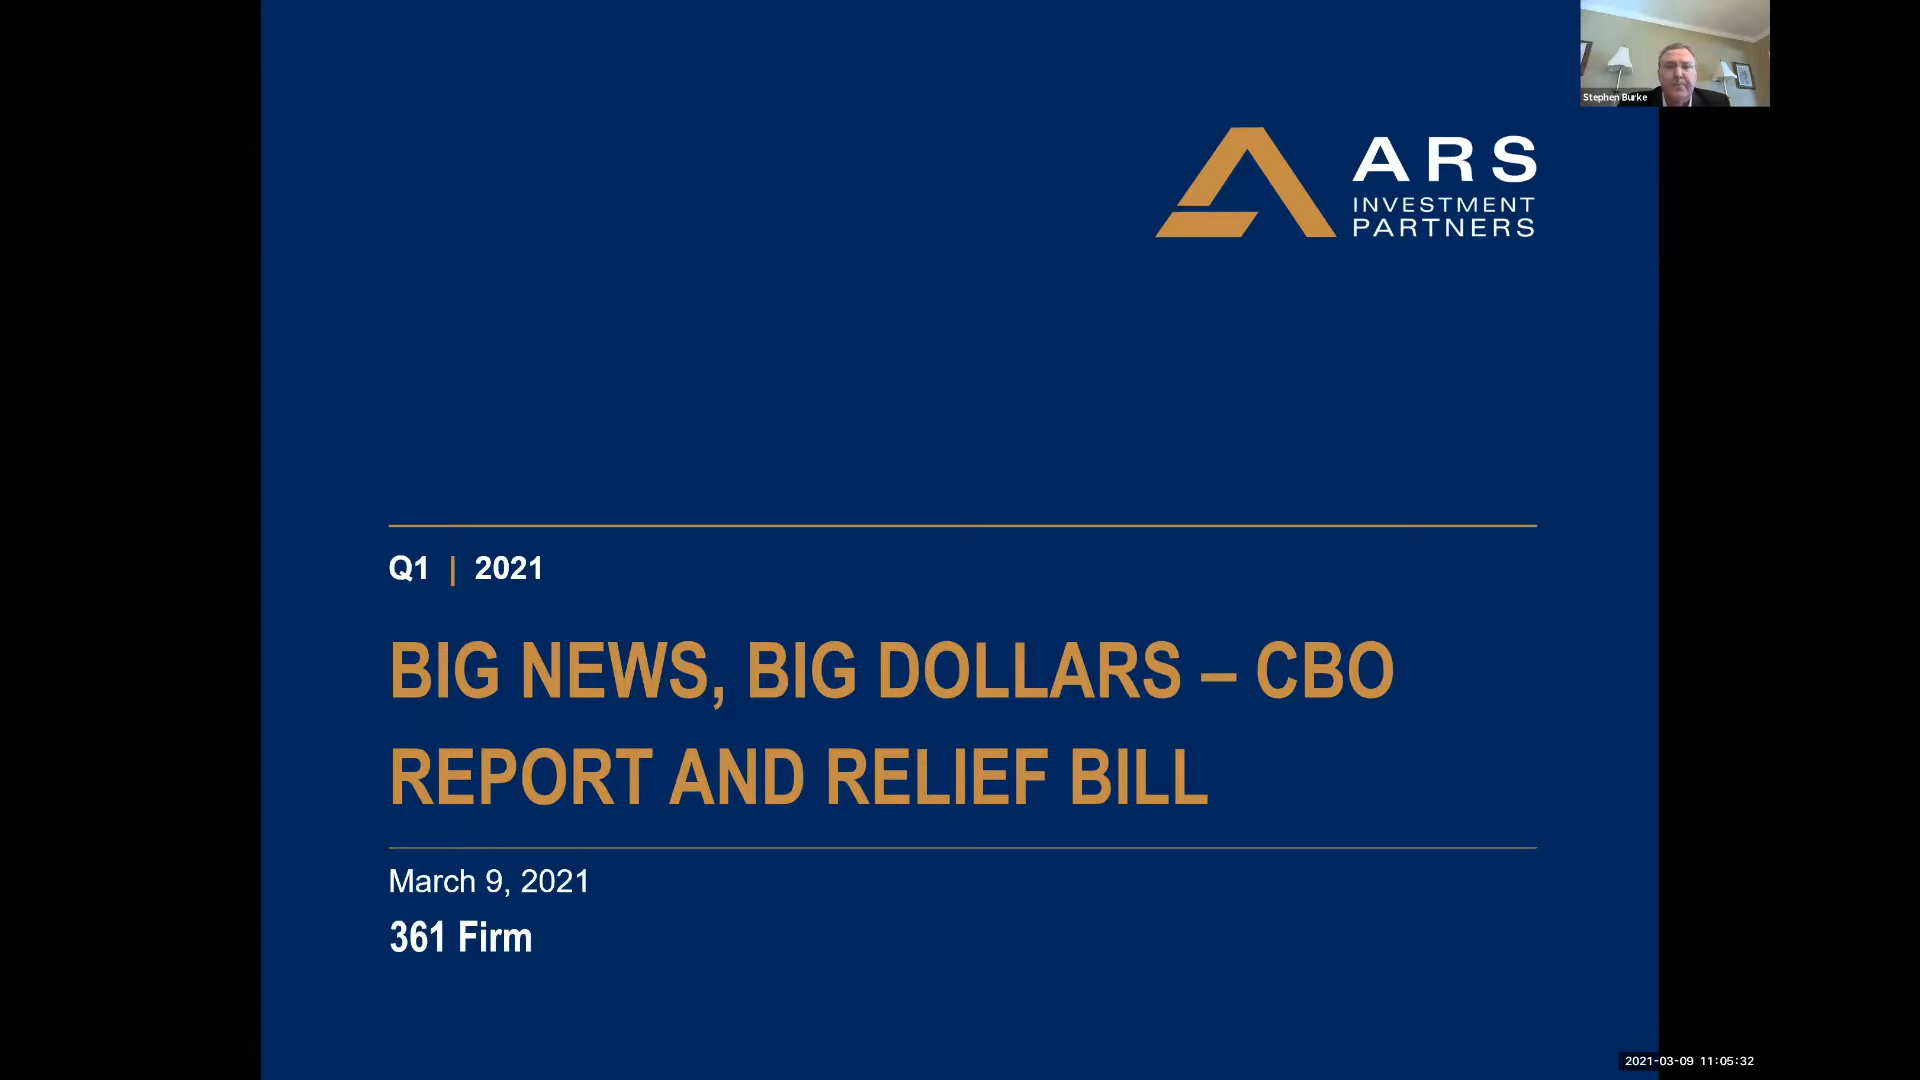 Stephen Burke
ARS
INVESTMENT
PARTNERS
Q1 | 2021
BIG NEWS, BIG DOLLARS – CBO
REPORT AND RELIEF BILL
March 9, 2021
361 Firm
2021-03-09 11:05:32